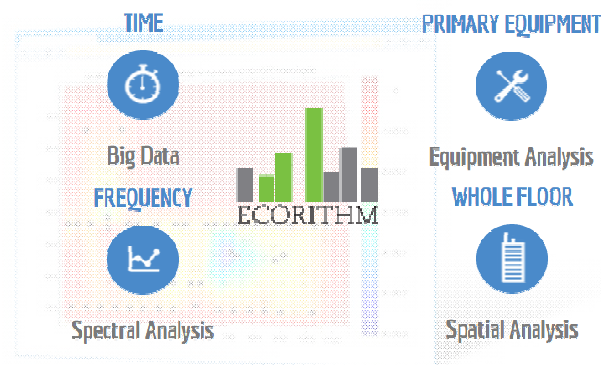 TIME
PRIMARY EQUIPMENT
Big Data
Equipment Analysis
FREQUENCY
WHOLE FLOOR
ECORITHM
Spectral Analysis
Spatial Analysis